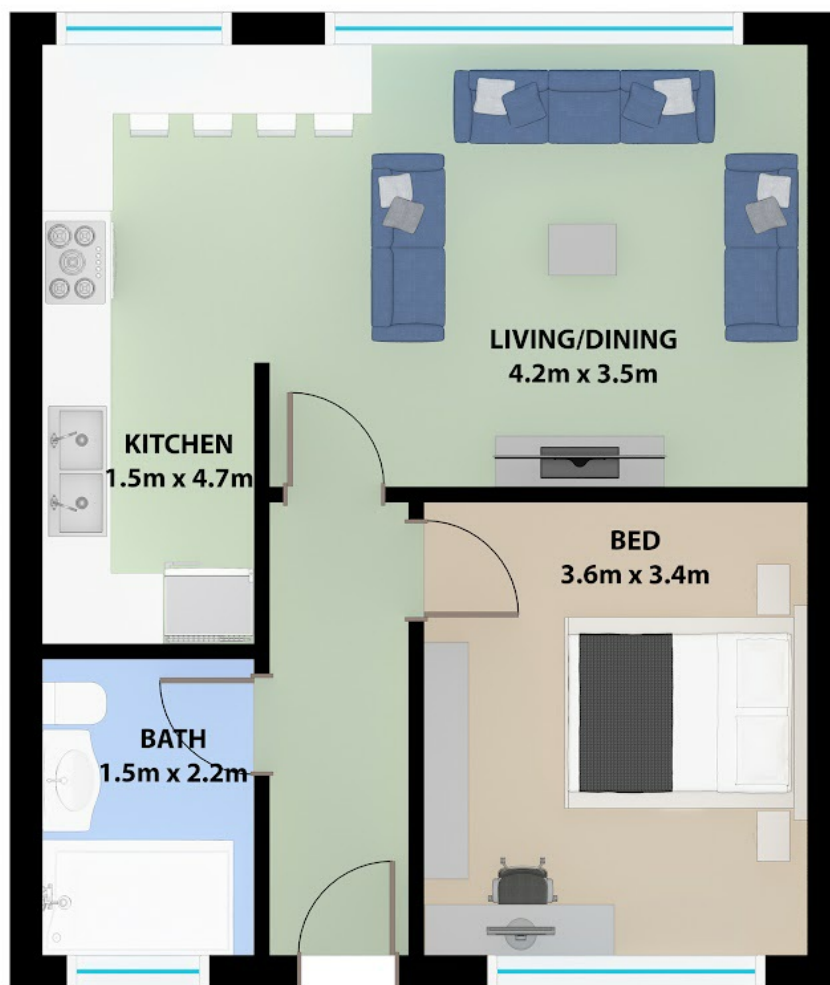 LIVING/DINING
4.2m x 3.5m
KITCHEN
1.5m x 4.7m
BED
3.6m x 3.4m
BATH
1.5m x 2.2m